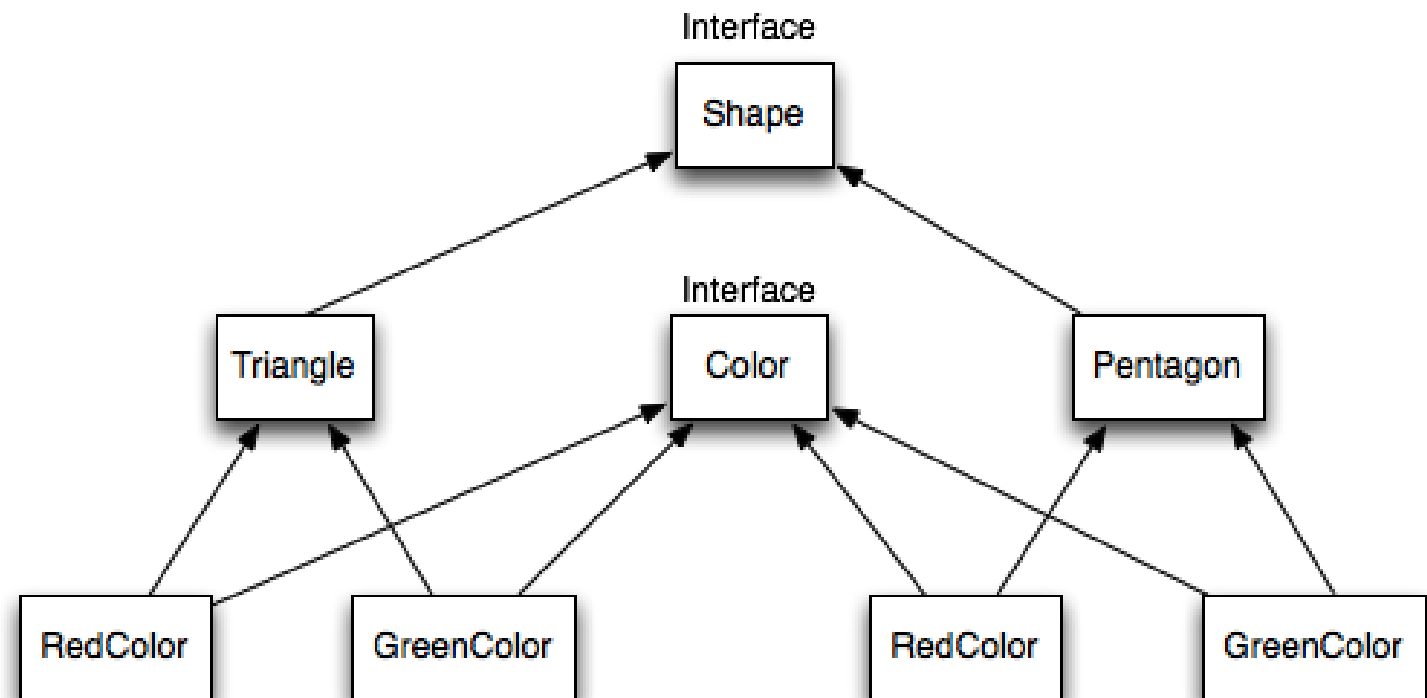 Interface
Shape
Interface
Triangle
Color
Pentagon
RedColor
GreenColor
RedColor
GreenColor